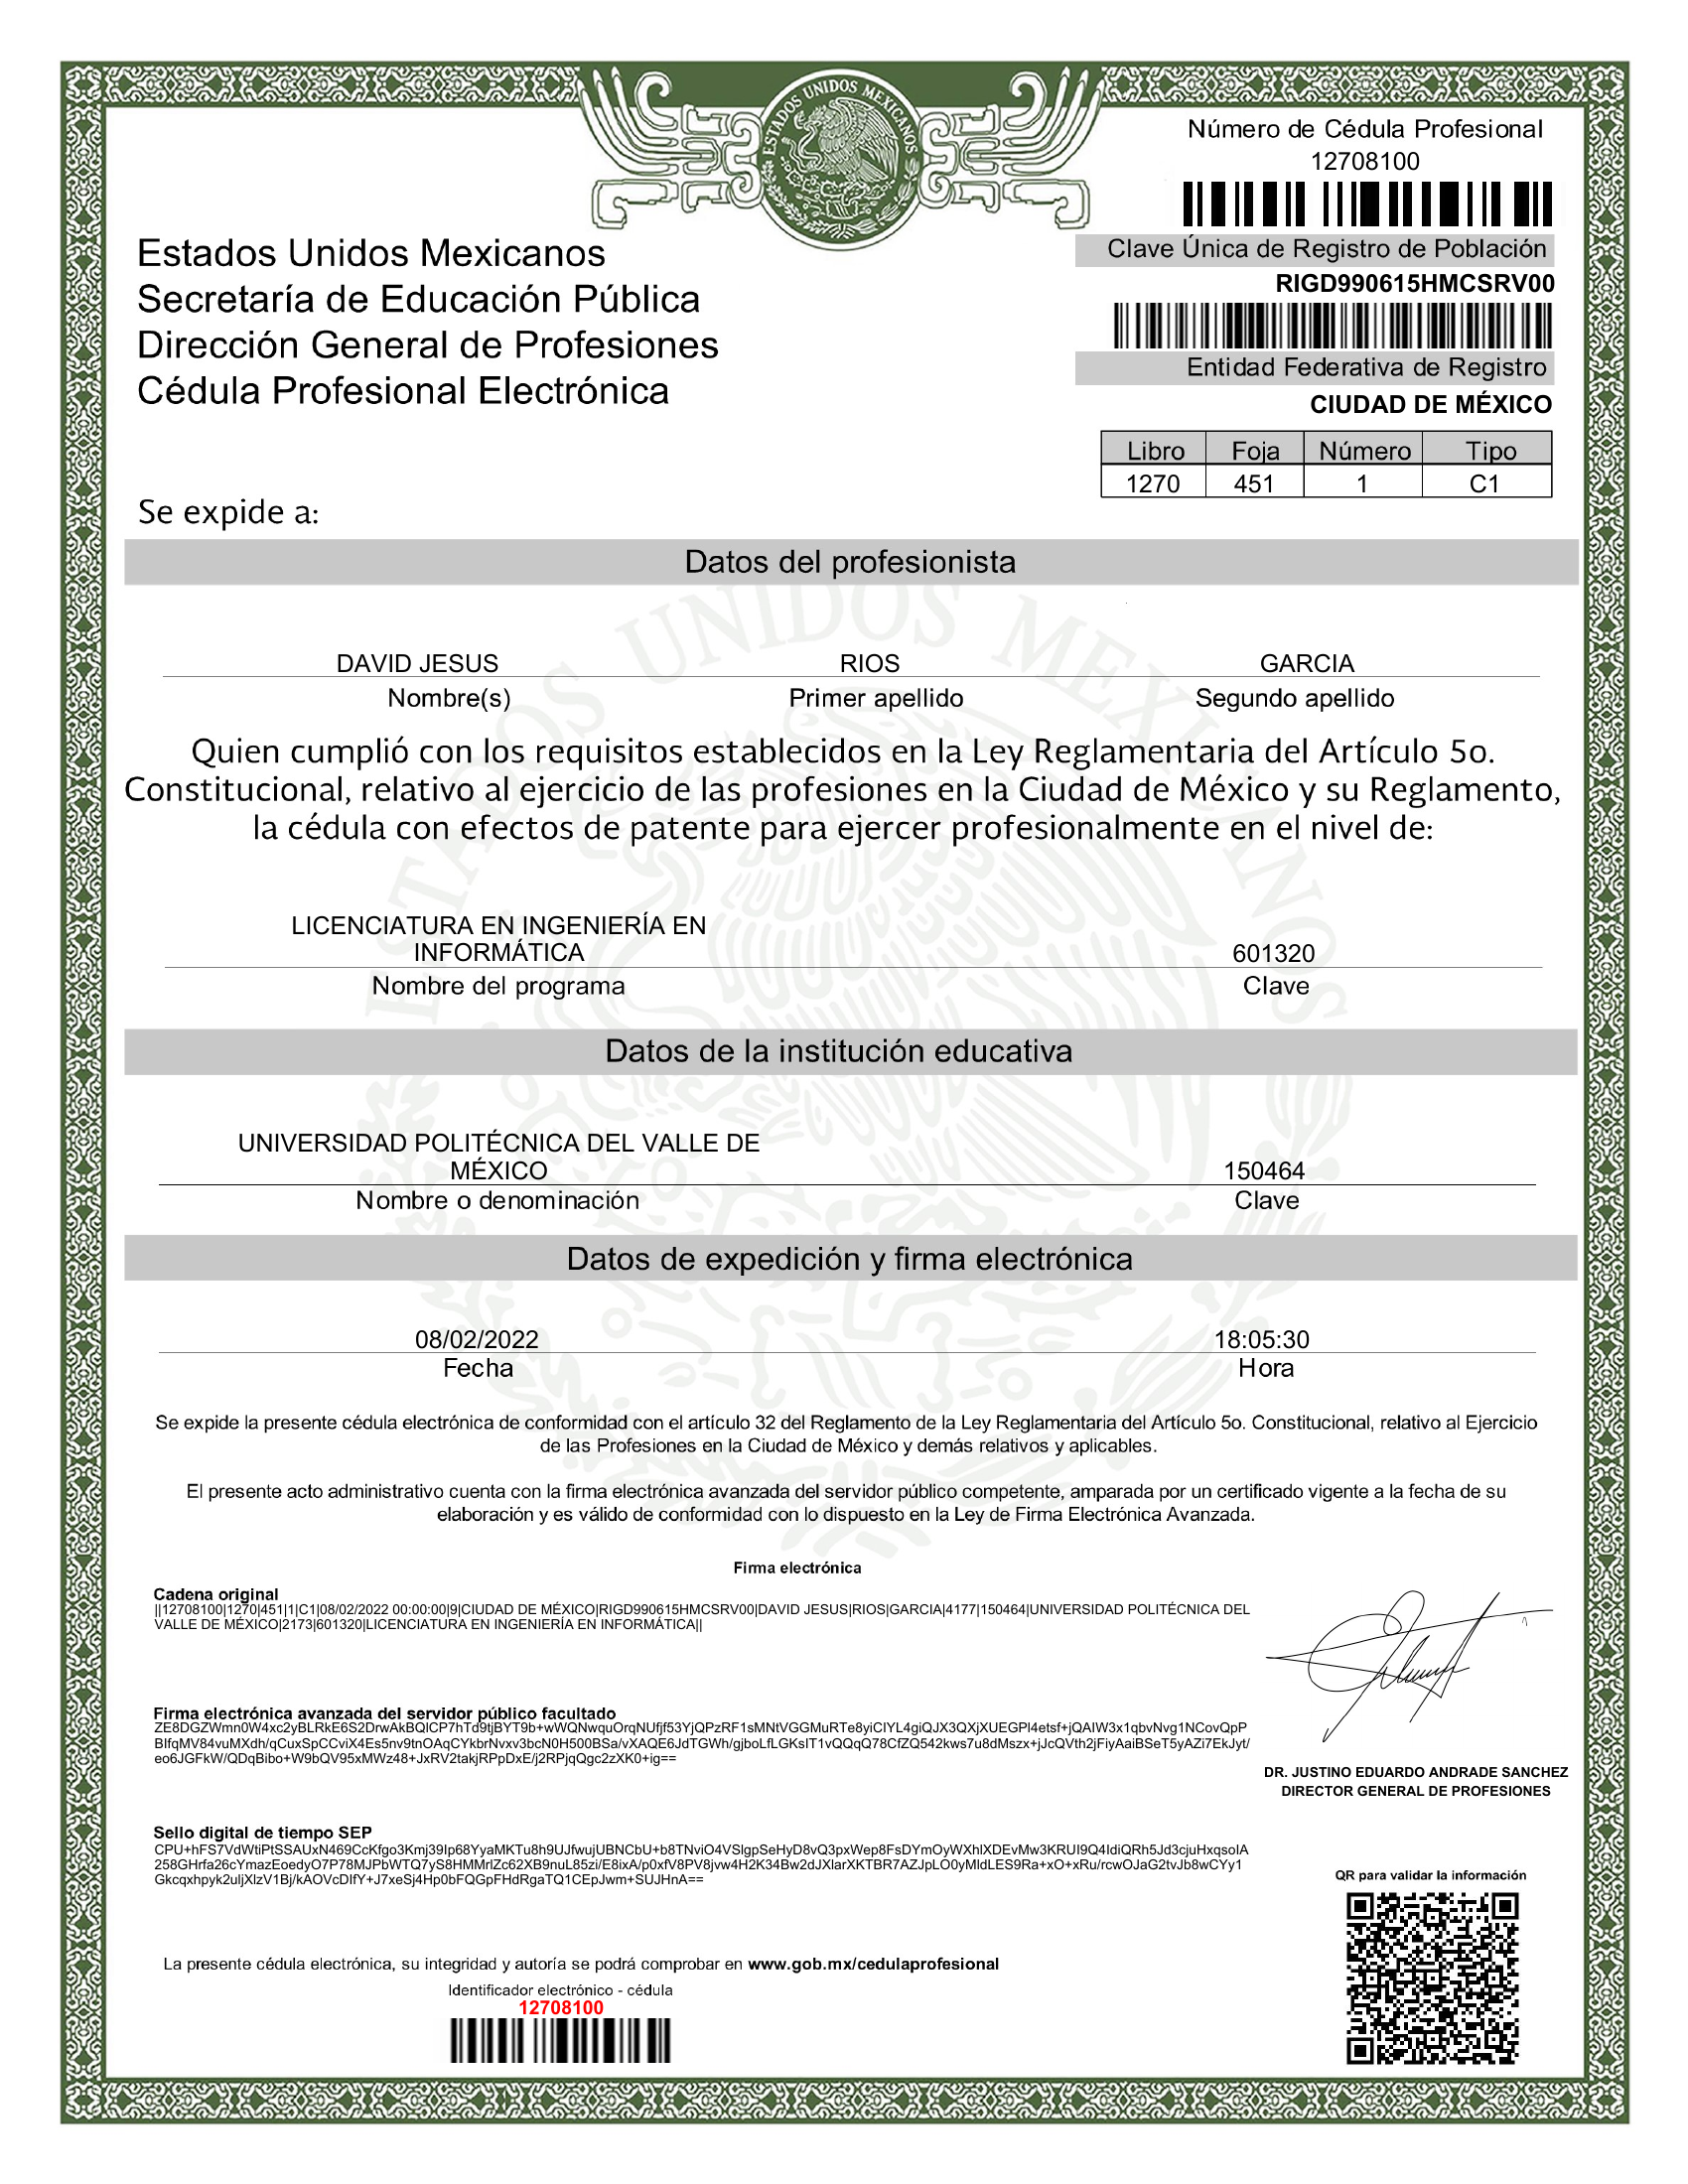 ESTADOS UNIDOS MEXICANOS
Número de Cédula Profesional
12708100
Clave Única de Registro de Población
RIGD990615HMCSRV00
Entidad Federativa de Registro
CIUDAD DE MÉXICO
Libro Foja Número Tipo
1270 451 1 C1
Estados Unidos Mexicanos
Secretaría de Educación Pública
Dirección General de Profesiones
Cédula Profesional Electrónica
Se expide a:
Datos del profesionista
DAVID JESUS RIOS GARCIA
Nombre(s) Primer apellido Segundo apellido
Quien cumplió con los requisitos establecidos en la Ley Reglamentaria del Artículo 5o.
Constitucional, relativo al ejercicio de las profesiones en la Ciudad de México y su Reglamento,
la cédula con efectos de patente para ejercer profesionalmente en el nivel de:
LICENCIATURA EN INGENIERÍA EN
INFORMÁTICA 601320
Nombre del programa Clave
Datos de la institución educativa
UNIVERSIDAD POLITÉCNICA DEL VALLE DE
MÉXICO 150464
Nombre o denominación Clave
Datos de expedición y firma electrónica
08/02/2022 18:05:30
Fecha Hora
Se expide la presente cédula electrónica de conformidad con el artículo 32 del Reglamento de la Ley Reglamentaria del Artículo 5o. Constitucional, relativo al Ejercicio
de las Profesiones en la Ciudad de México y demás relativos y aplicables.
El presente acto administrativo cuenta con la firma electrónica avanzada del servidor público competente, amparada por un certificado vigente a la fecha de su
elaboración y es válido de conformidad con lo dispuesto en la Ley de Firma Electrónica Avanzada.
Firma electrónica
Cadena original
||12708100|1270|451|1|C1|08/02/2022 00:00:00|9|CIUDAD DE MÉXICO|RIGD990615HMCSRV00|DAVID JESUS|RIOS|GARCIA|4177|150464|UNIVERSIDAD POLITÉCNICA DEL
VALLE DE MÉXICO|2173|601320|LICENCIATURA EN INGENIERÍA EN INFORMÁTICA||
Firma electrónica avanzada del servidor público facultado
DR. JUSTINO EDUARDO ANDRADE SANCHEZ
DIRECTOR GENERAL DE PROFESIONES
Sello digital de tiempo SEP
QR para validar la información
La presente cédula electrónica, su integridad y autoría se podrá comprobar en www.gob.mx/cedulaprofesional
Identificador electrónico - cédula
12708100